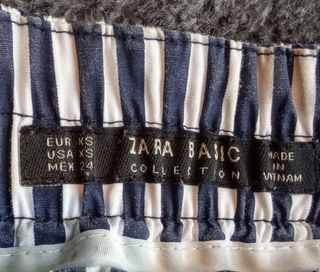 EUR XS
USA XS
MEX 24
ZARA BASIC
COLLECTION
MADE
IN
VIETNAM